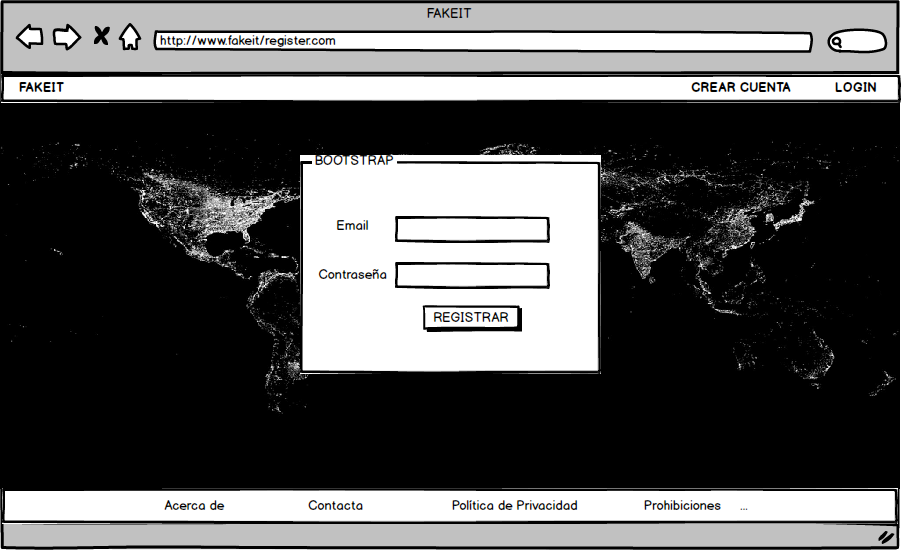 FAKEIT
http://www.fakeit/register.com
FAKEIT CREAR CUENTA LOGIN
BOOTSTRAP
Email
Contraseña
REGISTRAR
Acerca de Contacta Política de Privacidad Prohibiciones ...